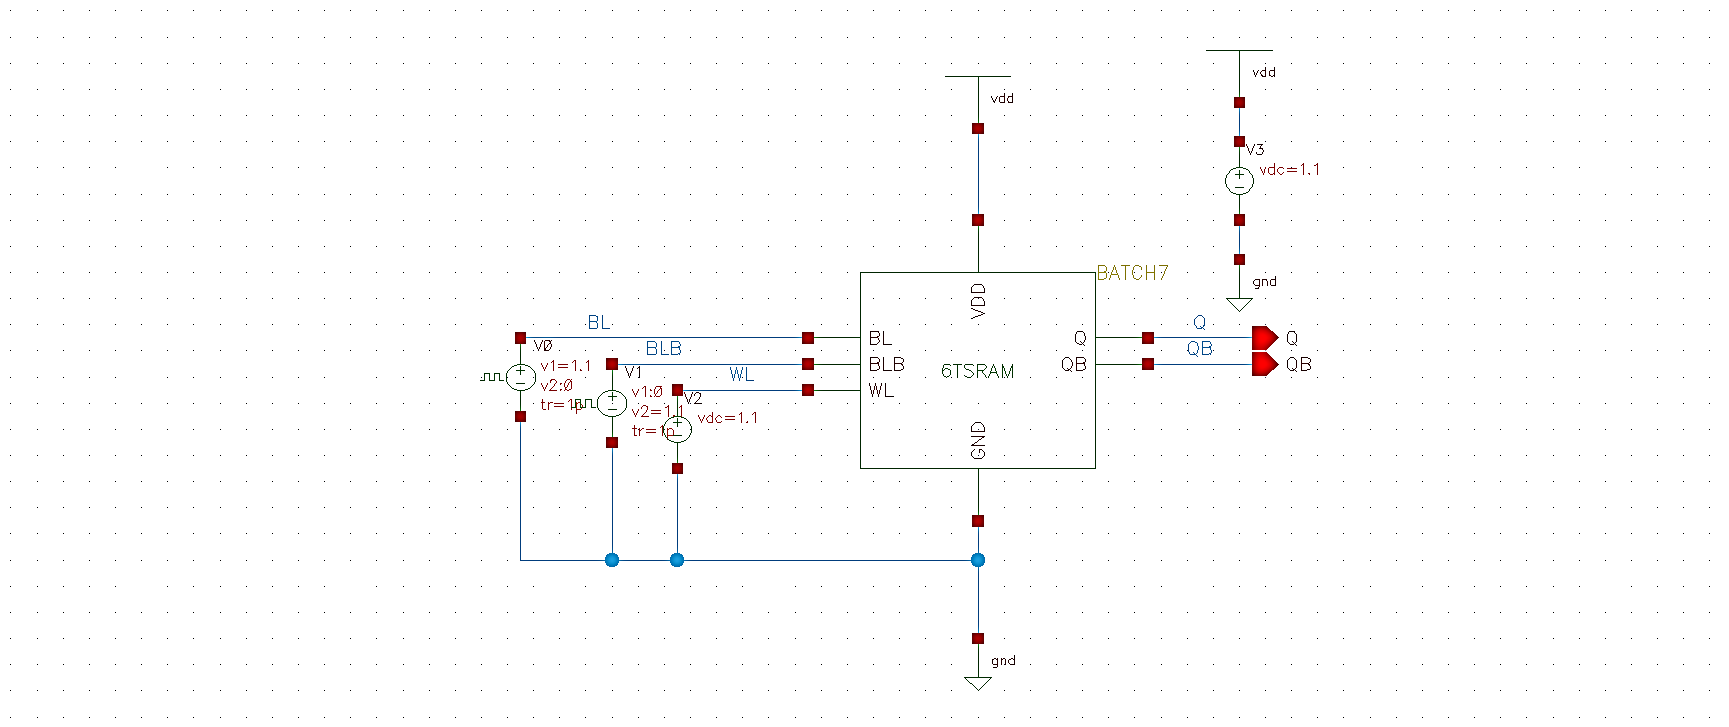 vdd
vdd
V3
vdc=1.1
gnd
BATCH7
VDD
BL
BLB
WL
V0
v1=1.1
v2:0
tr=1p
V1
v1:0
v2=1.1
tr=1p
V2
vdc=1.1
BL
BLB
WL
6TSRAM
GND
Q
QB
Q
QB
Q
QB
gnd